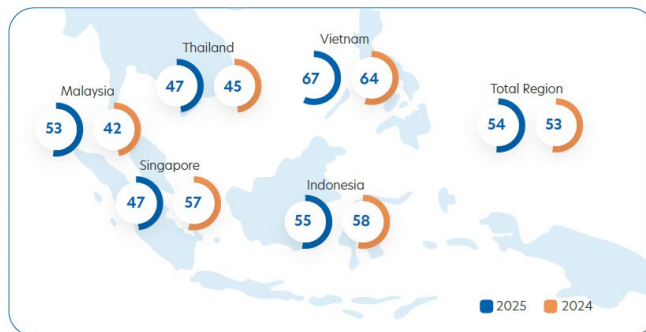 Vietnam
67 64
Thailand
47 45
Malaysia
53 42
Total Region
54 53
Singapore
47 57
Indonesia
55 58
2025 2024